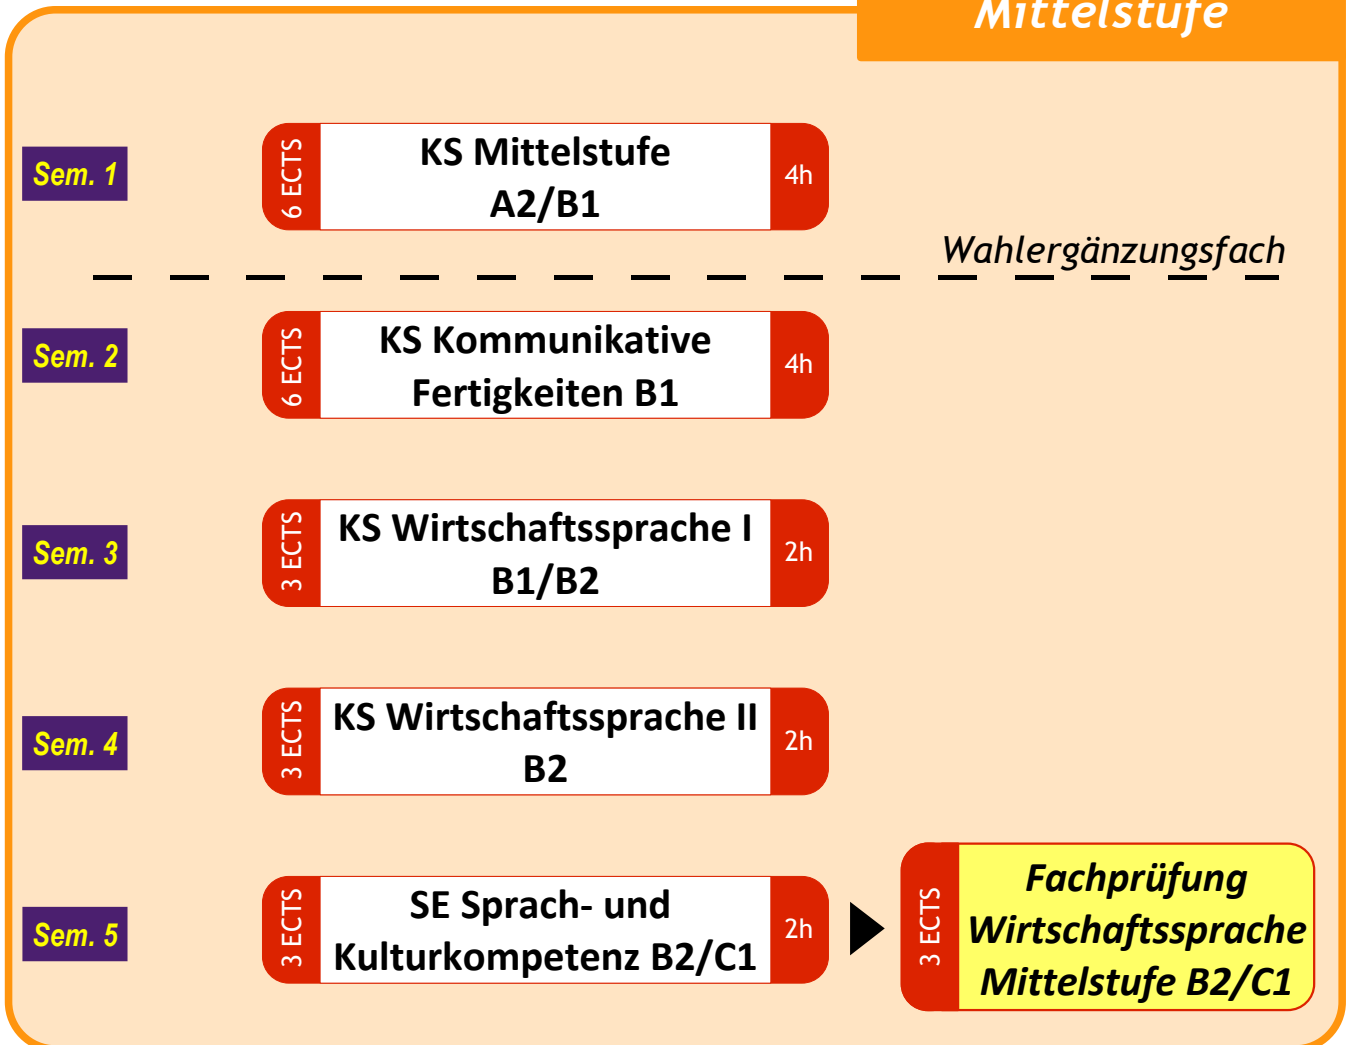 Mittelstufe
Sem. 1
6 ECTS
KS Mittelstufe
A2/B1
4h
Wahlergänzungsfach
Sem. 2
6 ECTS
KS Kommunikative
Fertigkeiten B1
4h
Sem. 3
3 ECTS
KS Wirtschaftssprache I
B1/B2
2h
Sem. 4
3 ECTS
KS Wirtschaftssprache II
B2
2h
Sem. 5
3 ECTS
SE Sprach- und
Kulturkompetenz B2/C1
2h
3 ECTS
Fachprüfung
Wirtschaftssprache
Mittelstufe B2/C1